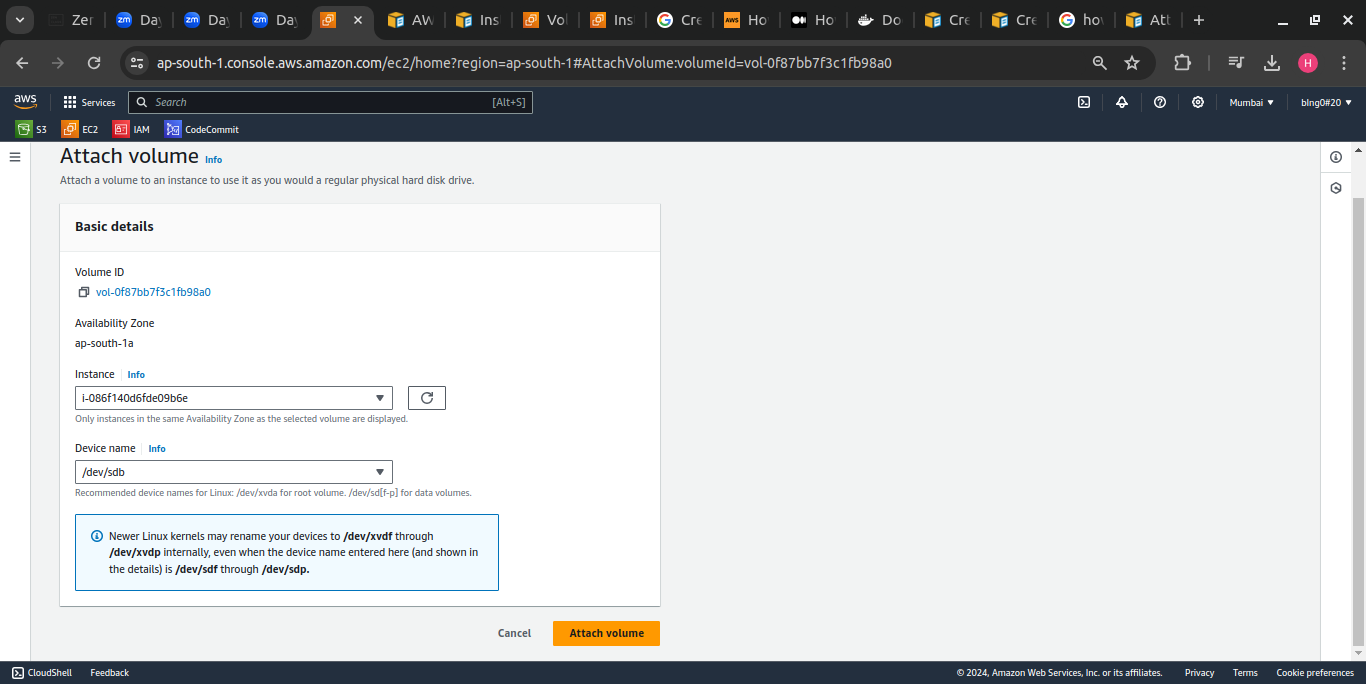 Zer
Day
Day
Day
AW
Ins
Vol
Ins
Cre
aws
Ho
Ho
Do
Cre
Cre
how
Att
ap-south-1.console.aws.amazon.com/ec2/home?region=ap-south-1#AttachVolume:volumeId=vol-0f87bb7f3c1fb98a0
H
aws
Services
Search
[Alt+S]
Mumbai
blng0#20
S3
EC2
IAM
CodeCommit
Attach volume Info
Attach a volume to an instance to use it as you would a regular physical hard disk drive.
Basic details
Volume ID
vol-0f87bb7f3c1fb98a0
Availability Zone
ap-south-1a
Instance Info
i-086f140d6fde09b6e
Only instances in the same Availability Zone as the selected volume are displayed.
Device name Info
/dev/sdb
Recommended device names for Linux: /dev/xvda for root volume. /dev/sd[f-p] for data volumes.
Newer Linux kernels may rename your devices to /dev/xvdf through
/dev/xvdp internally, even when the device name entered here (and shown in
the details) is /dev/sdf through /dev/sdp.
Cancel
Attach volume
CloudShell
Feedback
© 2024, Amazon Web Services, Inc. or its affiliates.
Privacy
Terms
Cookie preferences